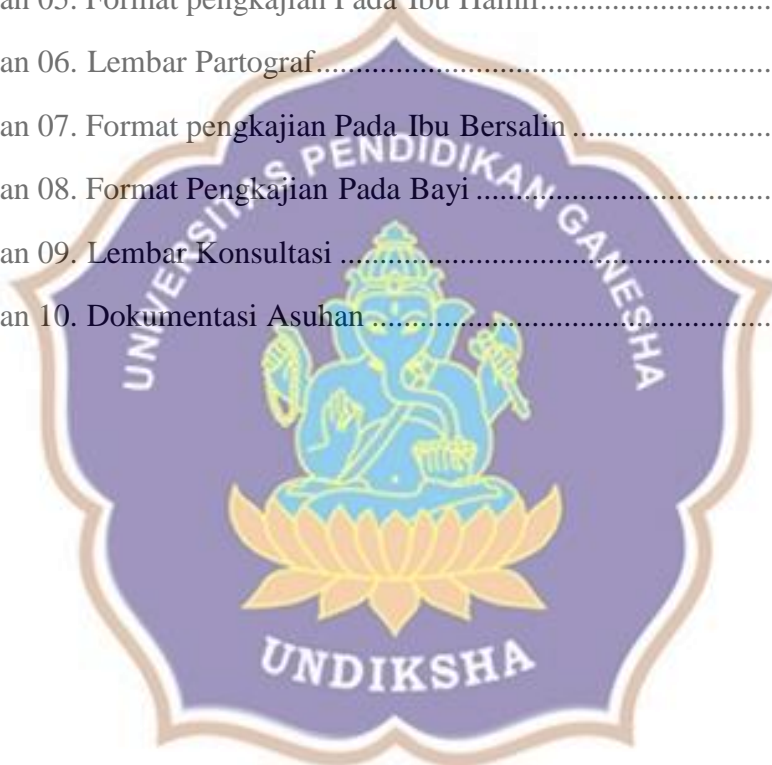 an 05. Format pengkajian Pada Ibu Hamil
an 06. Lembar Partograf
an 07. Format pengkajian Pada Ibu Bersalin
an 08. Format Pengkajian Pada Bayi
an 09. Lembar Konsultasi
an 10. Dokumentasi Asuhan
UNIVERSITAS PENDIDIKAN GANESHA
UNDIKSHA